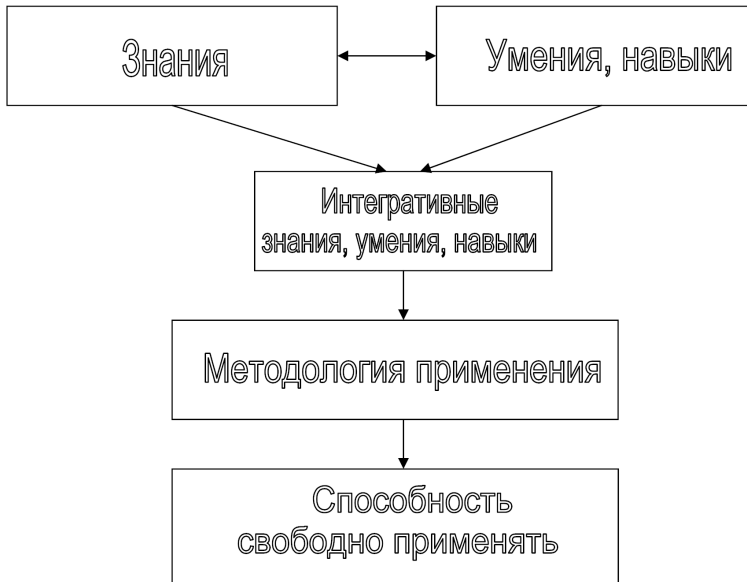 Знания
Умения, навыки
Интегративные
знания, умения, навыки
Методология применения
Способность
свободно применять